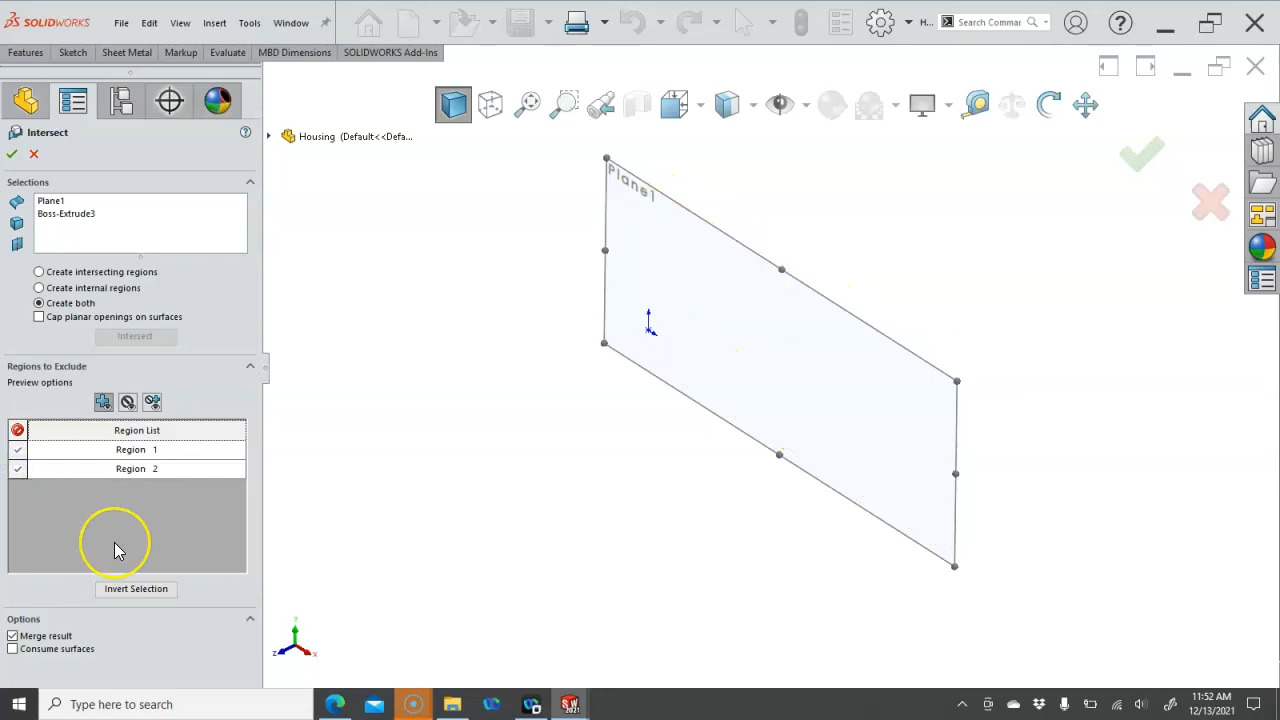 SOLIDWORKS File Edit View Insert Tools Window H... Search Commar
Features Sketch Sheet Metal Markup Evaluate MBD Dimensions SOLIDWORKS Add-Ins
Intersect
Housing (Default<<Defa...
Selections
Plane1
Boss-Extrude3
Plane1
Create intersecting regions
Create internal regions
Create both
Cap planar openings on surfaces
Intersect
Regions to Exclude
Preview options
Region List
Region 1
Region 2
Invert Selection
Options
Merge result
Consume surfaces
Y
Z X
Type here to search
SW
2021
11:52 AM
12/13/2021